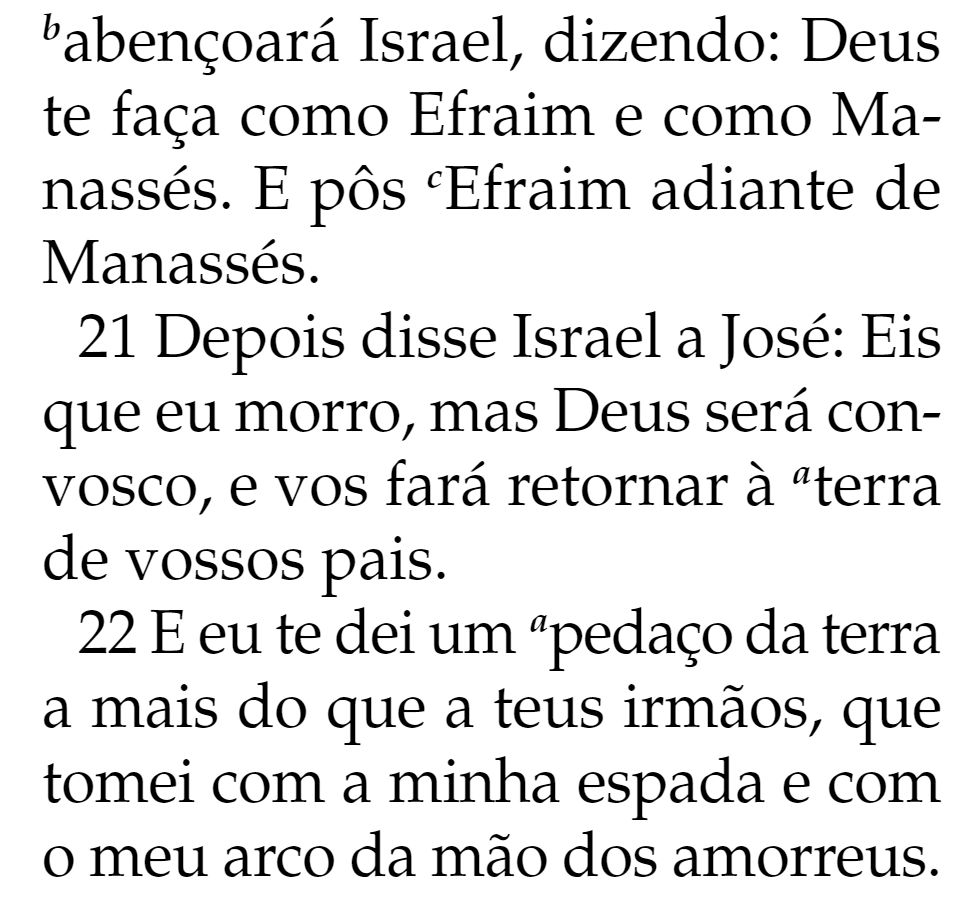 ᵇabençoará Israel, dizendo: Deus
te faça como Efraim e como Ma-
nassés. E pôs ᶜEfraim adiante de
Manassés.
21 Depois disse Israel a José: Eis
que eu morro, mas Deus será con-
vosco, e vos fará retornar à ᵃterra
de vossos pais.
22 E eu te dei um ᵃpedaço da terra
a mais do que a teus irmãos, que
tomei com a minha espada e com
o meu arco da mão dos amorreus.